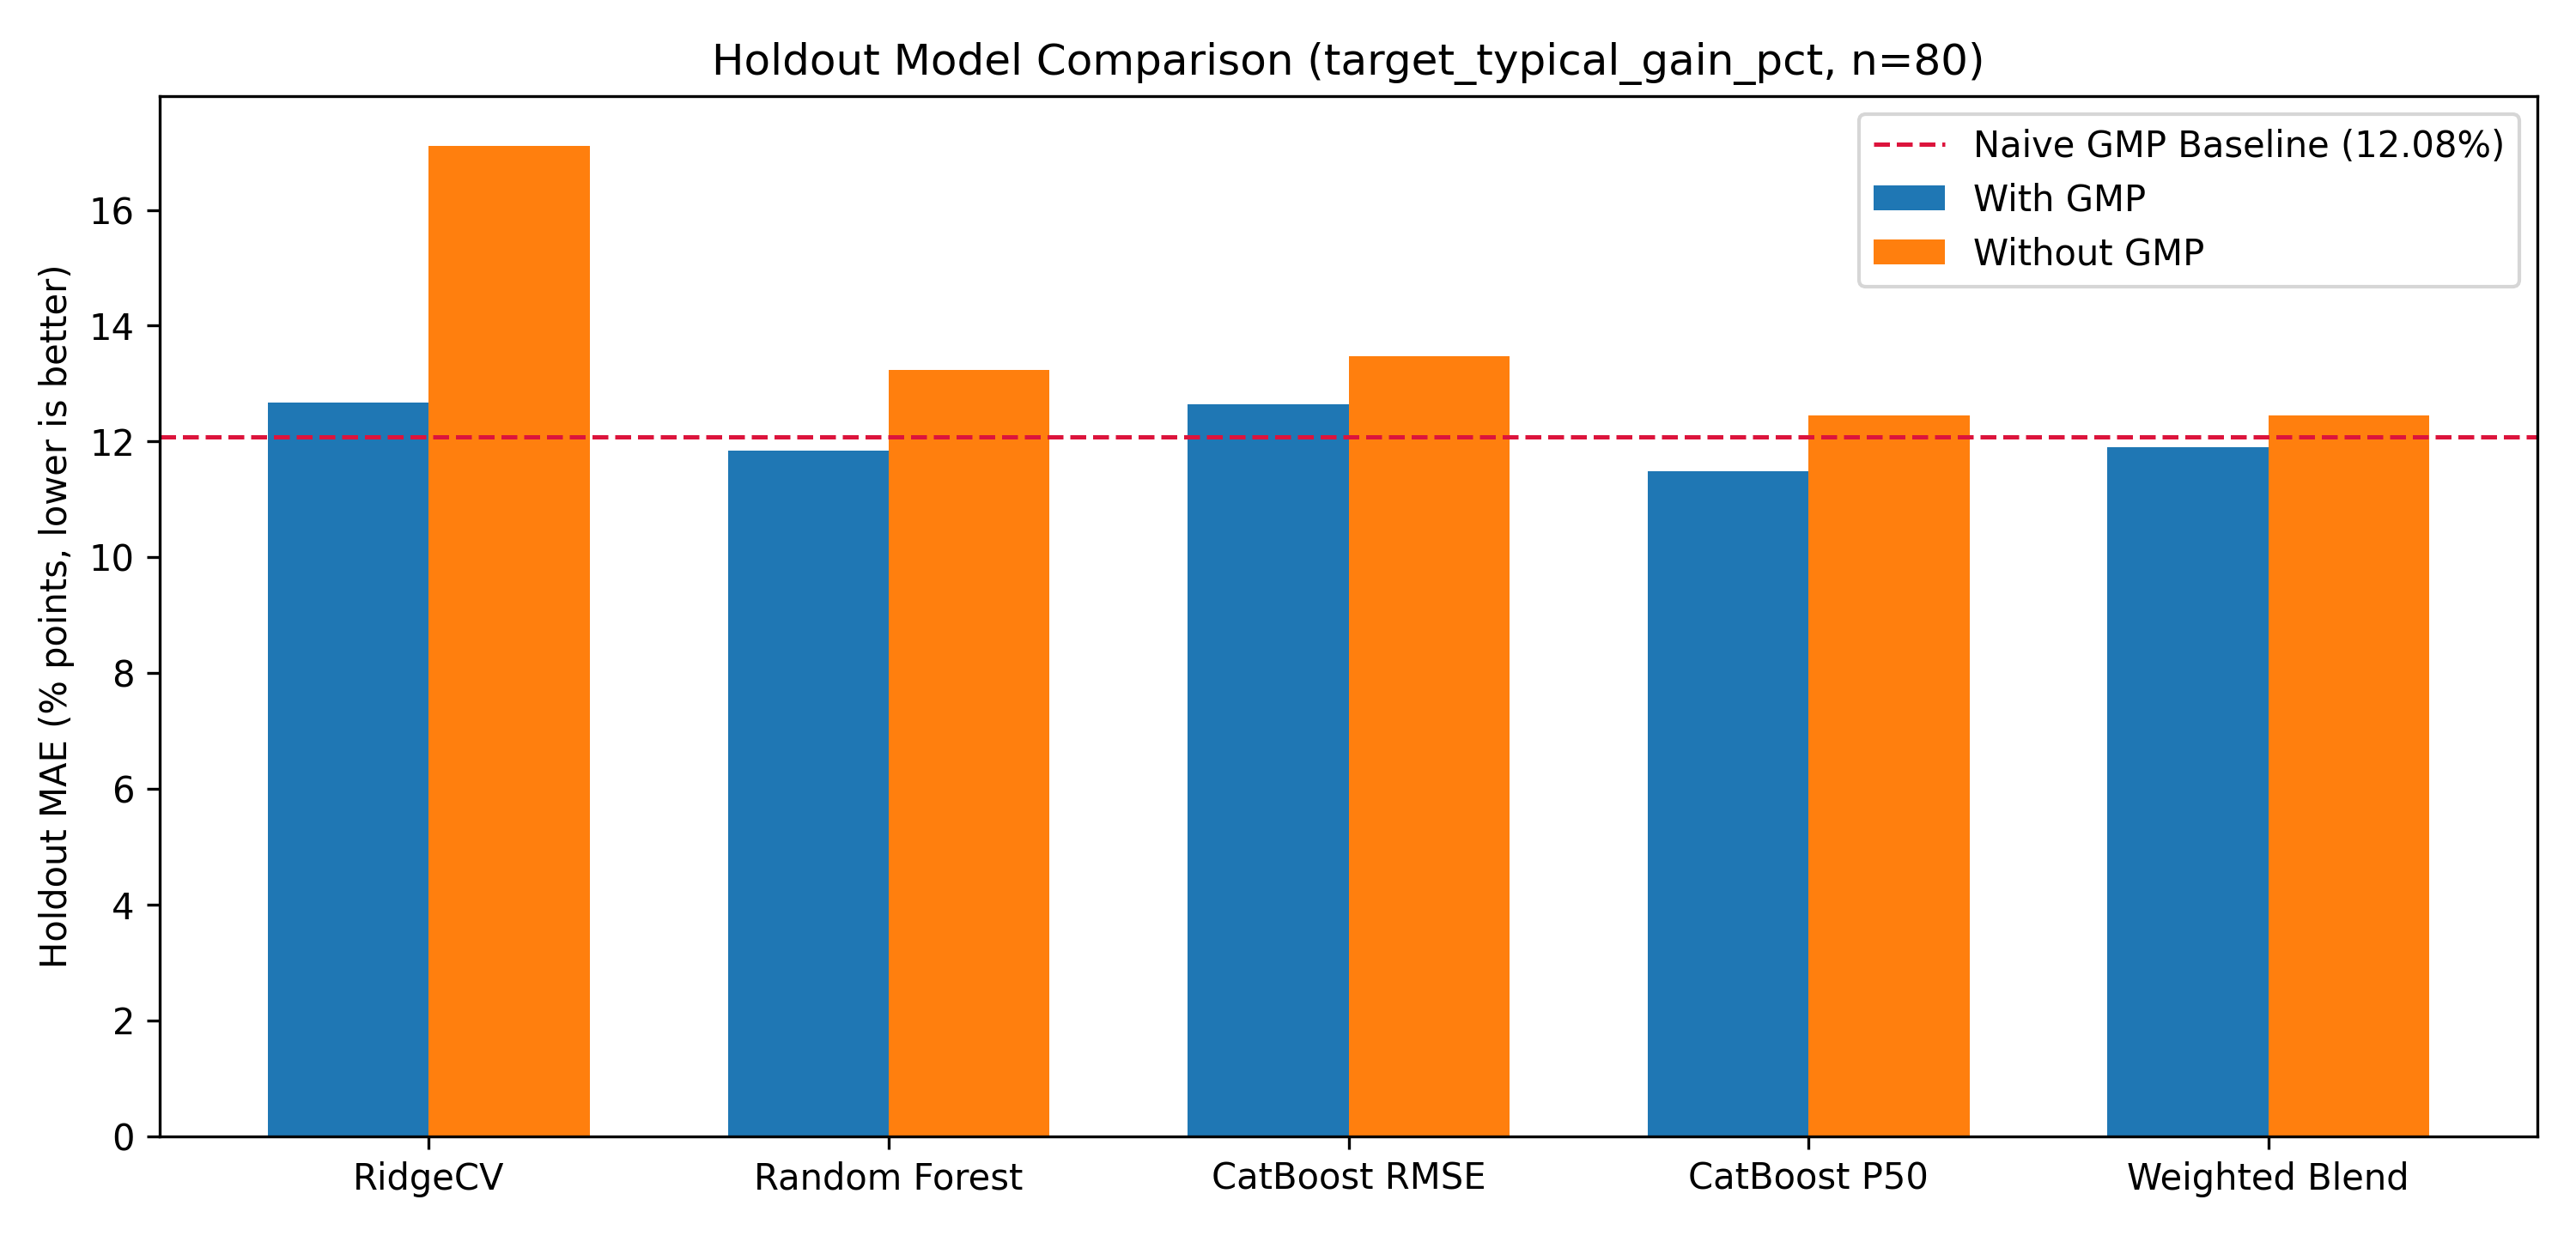 Holdout Model Comparison (target_typical_gain_pct, n=80)
Naive GMP Baseline (12.08%)
With GMP
Without GMP
Holdout MAE (% points, lower is better)
16
14
12
10
8
6
4
2
0
RidgeCV
Random Forest
CatBoost RMSE
CatBoost P50
Weighted Blend